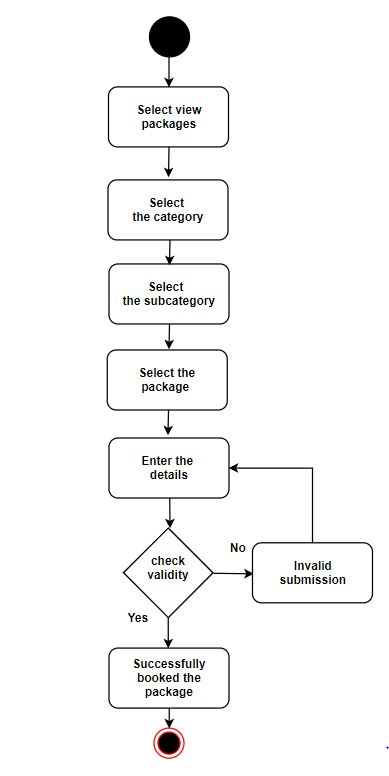 Select view
packages
Select
the category
Select
the subcategory
Select the
package
Enter the
details
check
validity
No
Invalid
submission
Yes
Successfully
booked the
package